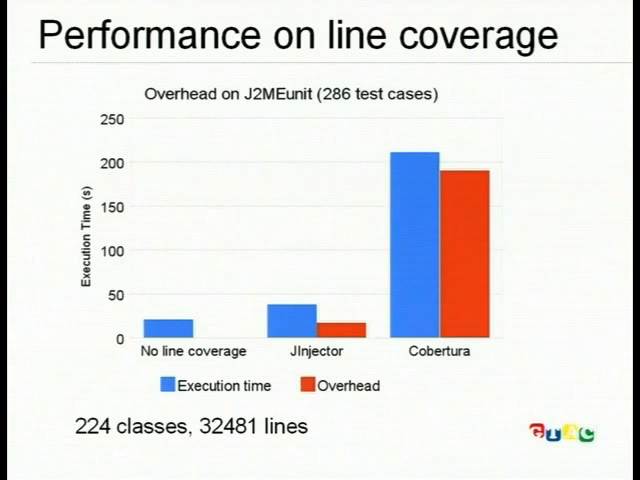 Performance on line coverage
Overhead on J2MEunit (286 test cases)
250
200
150
100
50
0
Execution Time (s)
No line coverage
JInjector
Cobertura
Execution time
Overhead
224 classes, 32481 lines
GTAC